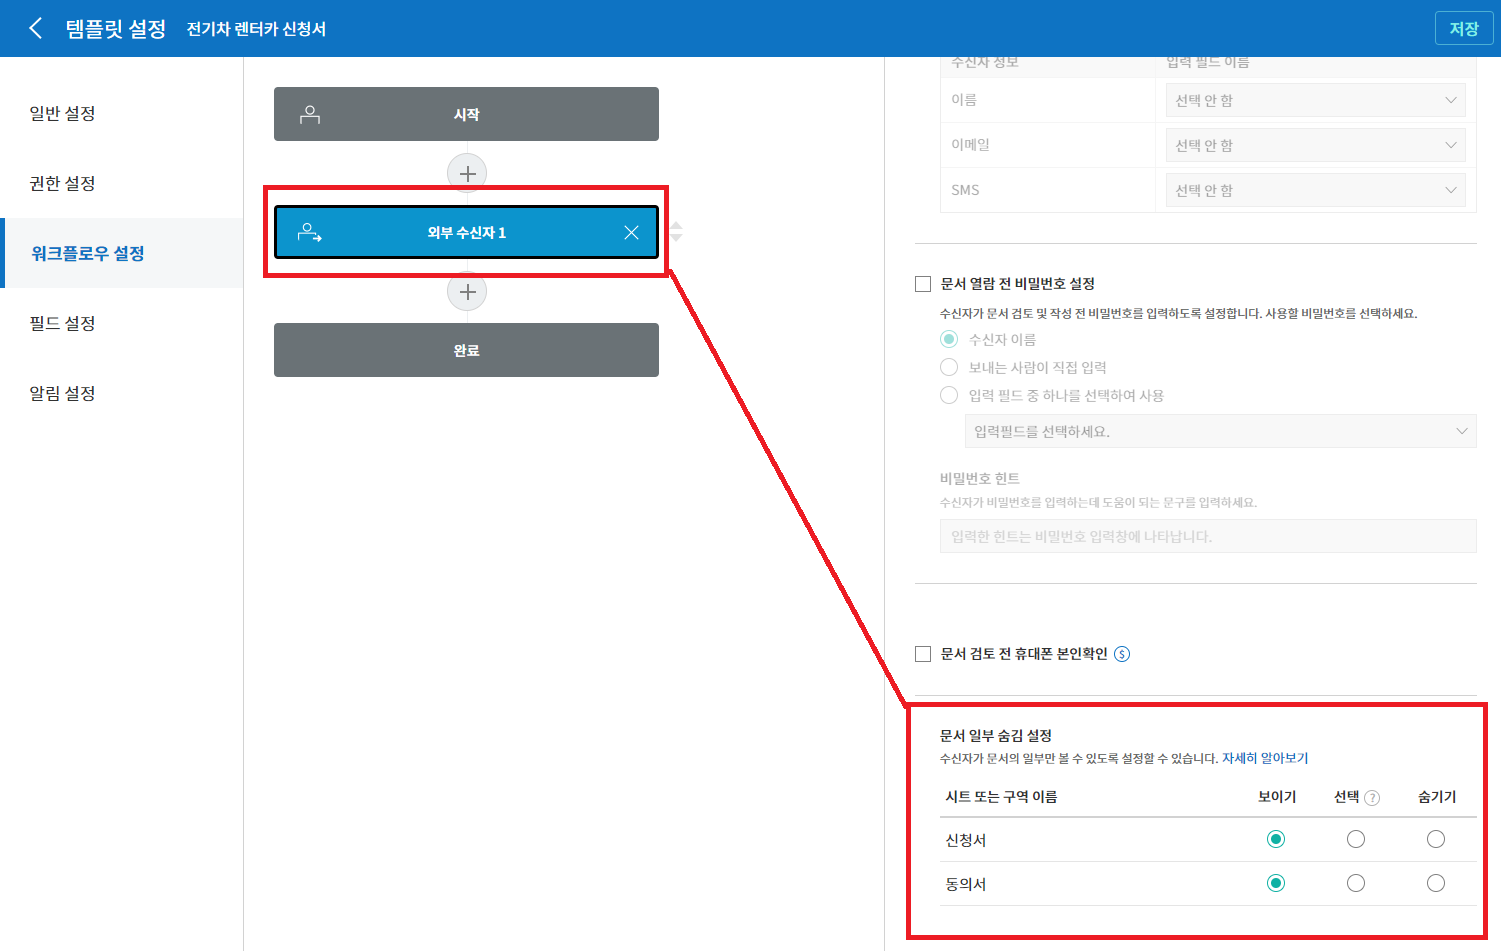 템플릿 설정 전기차 렌터카 신청서 저장
일반 설정
권한 설정
워크플로우 설정
필드 설정
알림 설정
시작
외부 수신자 1
완료
수신자 정보 입력 필드 이름
이름 선택 안 함
이메일 선택 안 함
SMS 선택 안 함
문서 열람 전 비밀번호 설정
수신자가 문서 검토 및 작성 전 비밀번호를 입력하도록 설정합니다. 사용할 비밀번호를 선택하세요.
수신자 이름
보내는 사람이 직접 입력
입력 필드 중 하나를 선택하여 사용
입력필드를 선택하세요.
비밀번호 힌트
수신자가 비밀번호를 입력하는데 도움이 되는 문구를 입력하세요.
입력한 힌트는 비밀번호 입력창에 나타납니다.
문서 검토 전 휴대폰 본인확인 $
문서 일부 숨김 설정
수신자가 문서의 일부만 볼 수 있도록 설정할 수 있습니다. 자세히 알아보기
시트 또는 구역 이름 보이기 선택 ? 숨기기
신청서
동의서